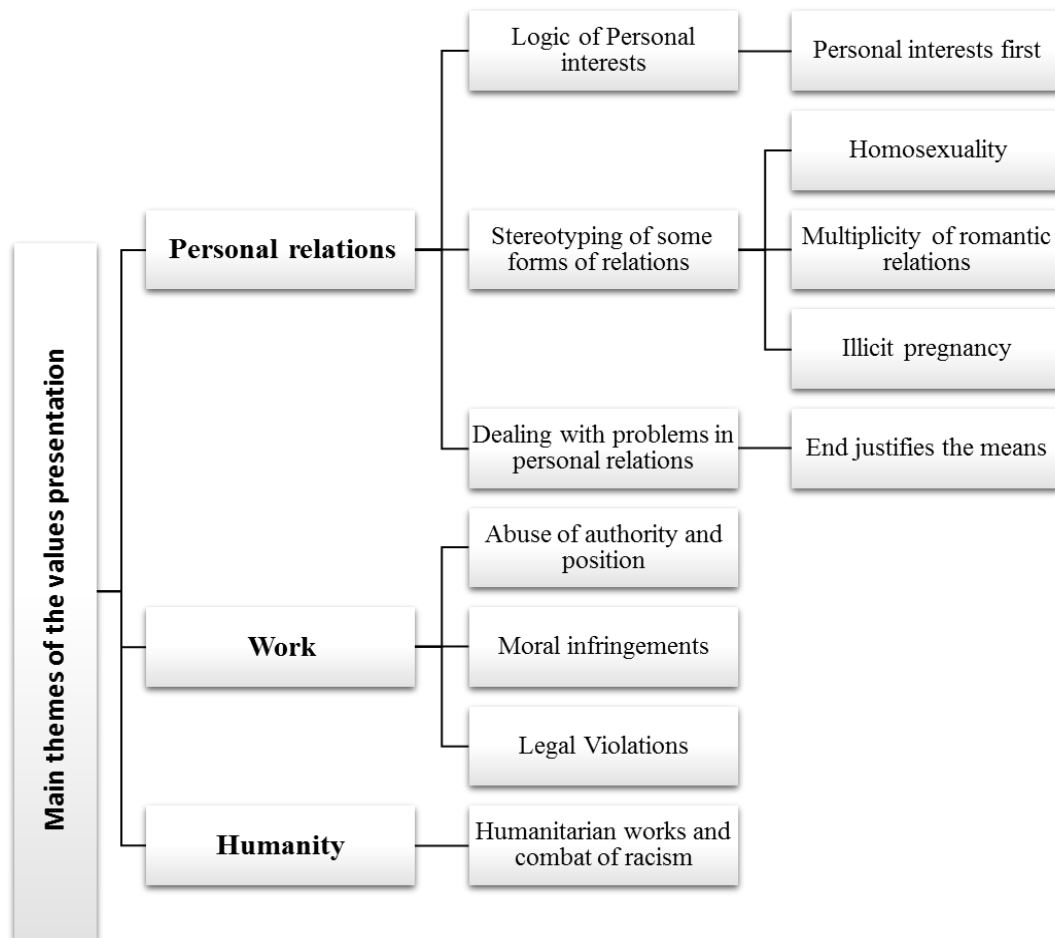 Main themes of the values presentation
Personal relations
Logic of Personal
interests
Personal interests first
Stereotyping of some
forms of relations
Homosexuality
Multiplicity of romantic
relations
Illicit pregnancy
Dealing with problems in
personal relations
End justifies the means
Work
Abuse of authority and
position
Moral infringements
Legal Violations
Humanity
Humanitarian works and
combat of racism